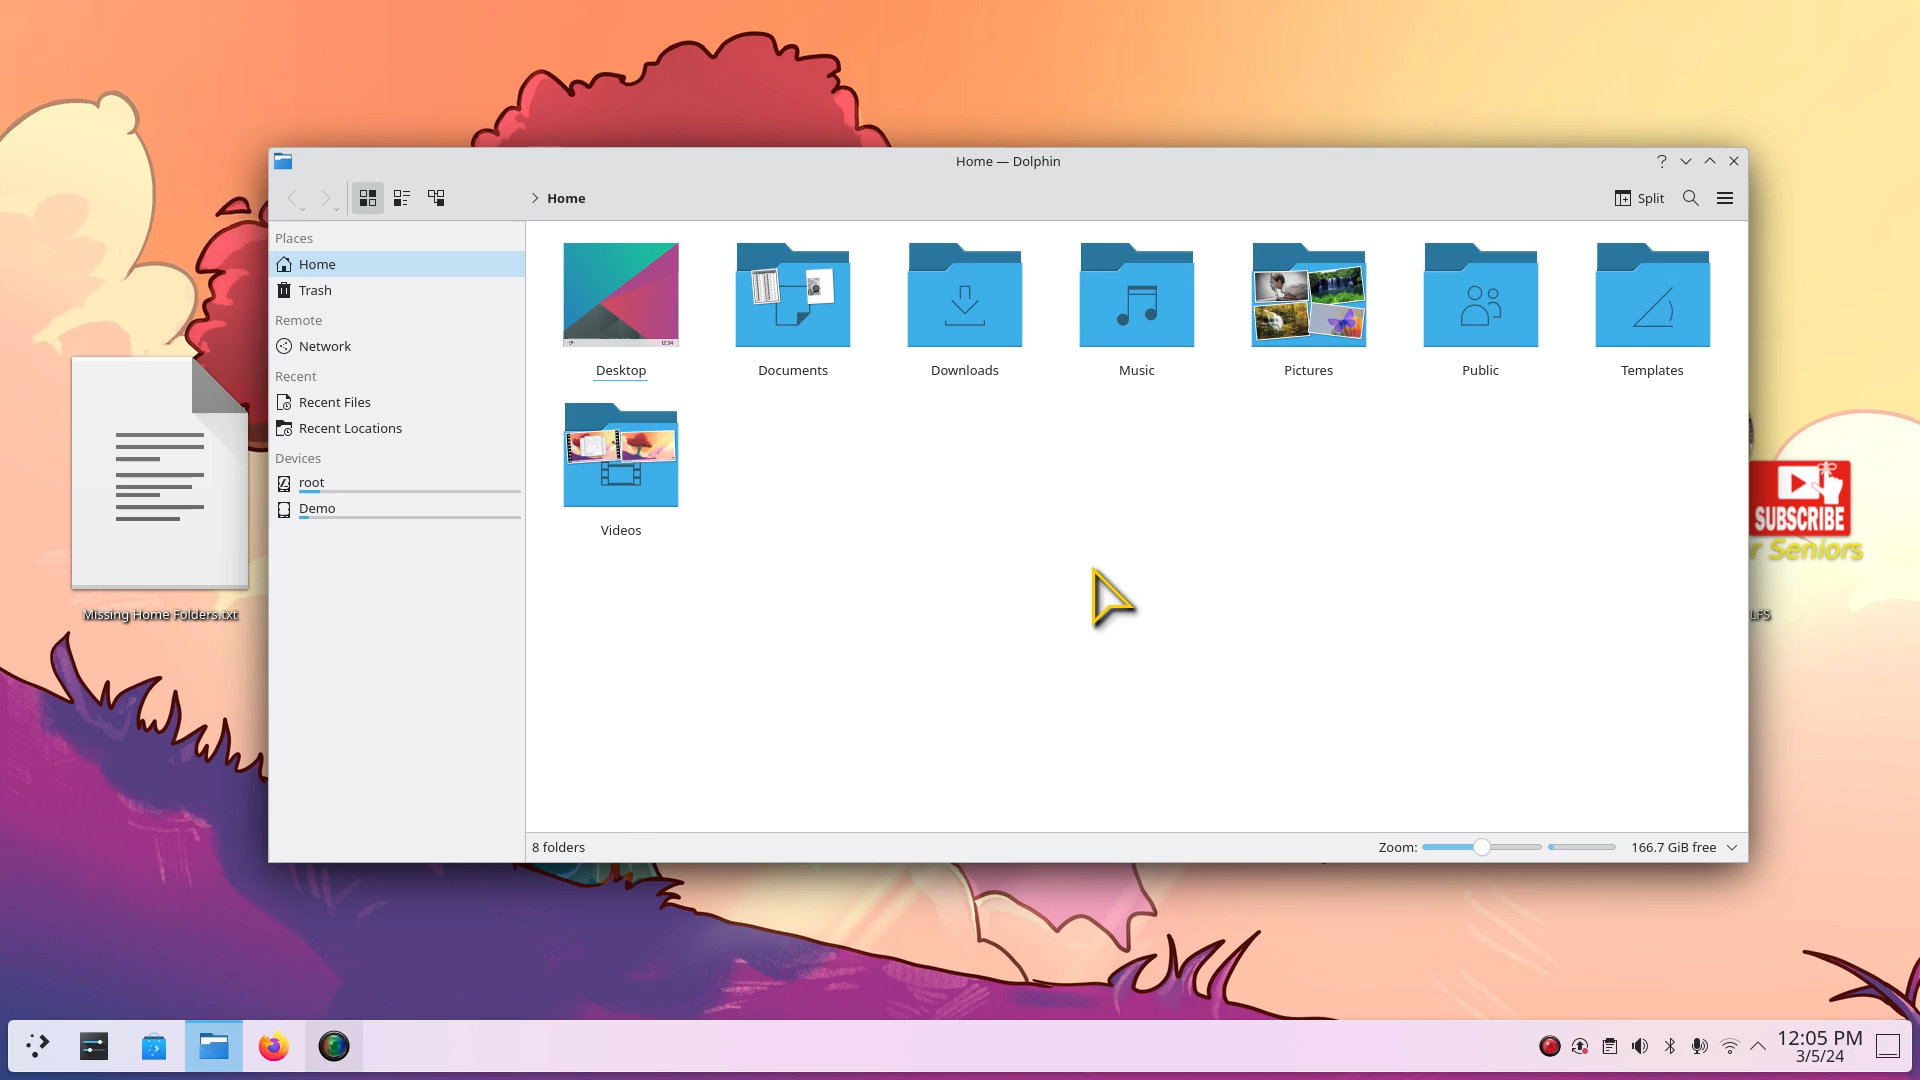 Home — Dolphin
Home
Split
Places
Home
Trash
Remote
Network
Recent
Recent Files
Recent Locations
Devices
root
Demo
Desktop
Documents
Downloads
Music
Pictures
Public
Templates
Videos
8 folders
Zoom:
166.7 GiB free
Missing Home Folders.txt
SUBSCRIBE
r Seniors
LFS
12:05 PM
3/5/24